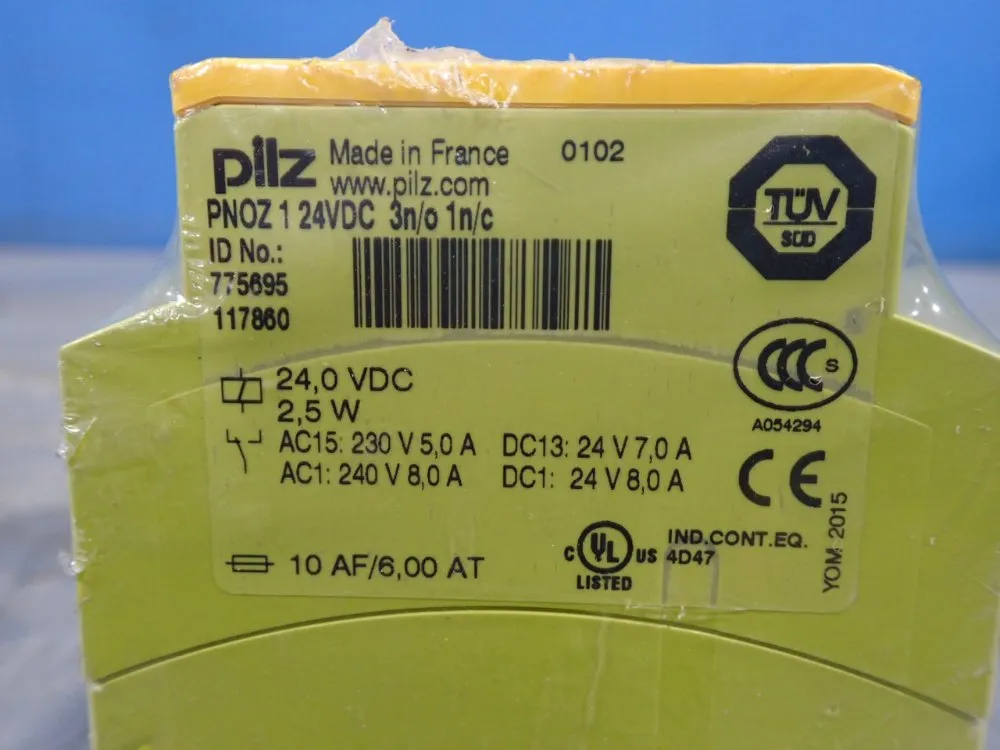 pilz Made in France 0102
www.pilz.com
PNOZ 1 24VDC 3n/o 1n/c
ID No.:
775695
117860
TÜV
SÜD
CCC S
A054294
24,0 VDC
2,5 W
AC15: 230 V 5,0 A DC13: 24 V 7,0 A
AC1: 240 V 8,0 A DC1: 24 V 8,0 A
CE
YOM 2015
10 AF/6,00 AT
C UL US
LISTED
IND.CONT.EQ.
4D47